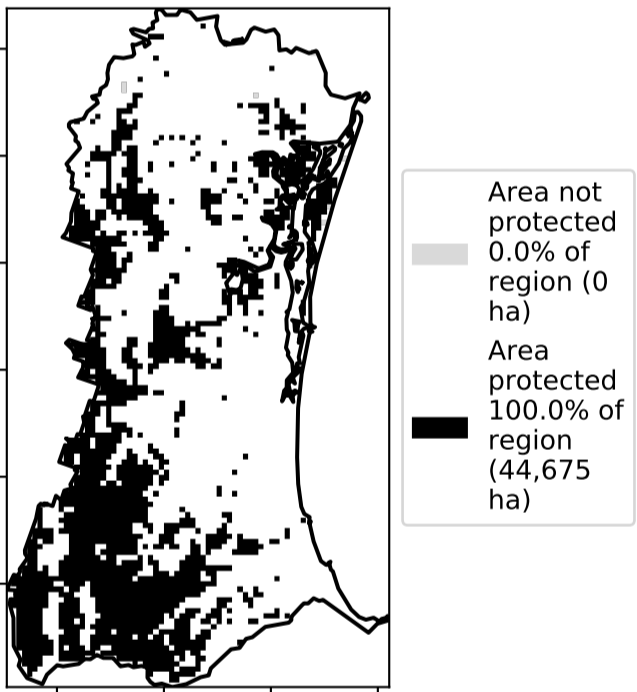 Area not
protected
0.0% of
region (0
ha)
Area
protected
100.0% of
region
(44,675
ha)